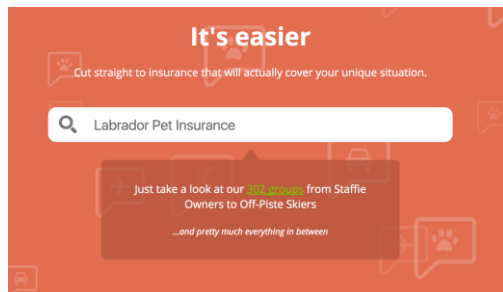 It's easier
Cut straight to insurance that will actually cover your unique situation.
Labrador Pet Insurance
Just take a look at our 302 groups from Staffie
Owners to Off-Piste Skiers
...and pretty much everything in between